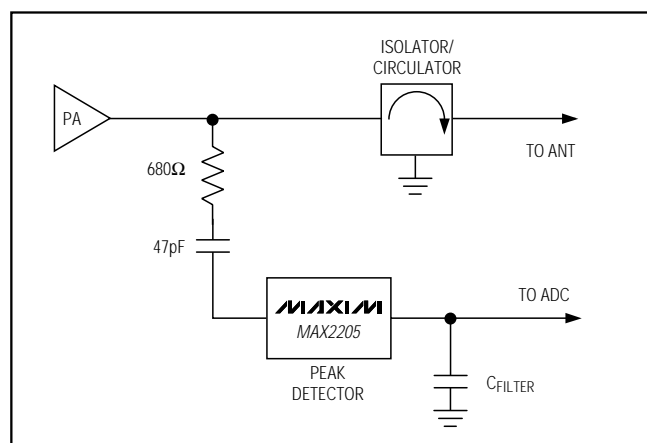 ISOLATOR/
CIRCULATOR
PA
TO ANT
680Ω
47pF
TO ADC
MAXIM
MAX2205
PEAK
DETECTOR
CFILTER